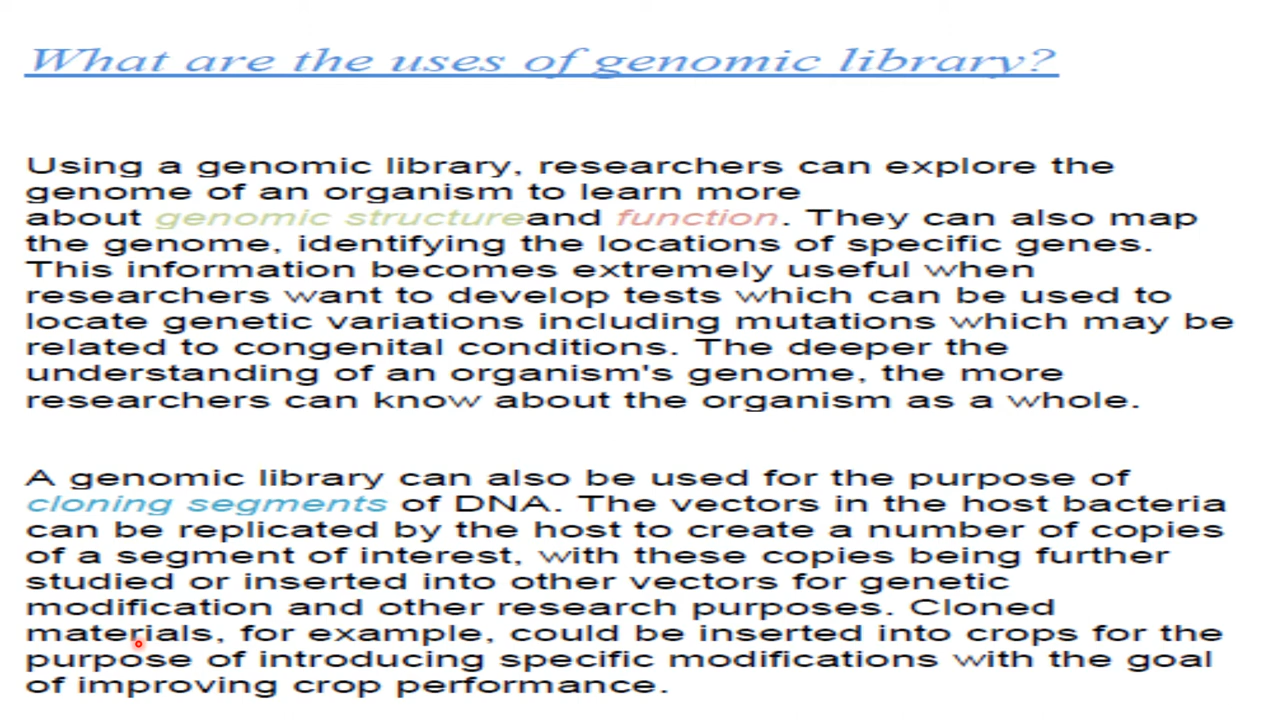 What are the uses of genomic library?
Using a genomic library, researchers can explore the
genome of an organism to learn more
about genomic structureand function. They can also map
the genome, identifying the locations of specific genes.
This information becomes extremely useful when
researchers want to develop tests which can be used to
locate genetic variations including mutations which may be
related to congenital conditions. The deeper the
understanding of an organism's genome, the more
researchers can know about the organism as a whole.
A genomic library can also be used for the purpose of
cloning segments of DNA. The vectors in the host bacteria
can be replicated by the host to create a number of copies
of a segment of interest, with these copies being further
studied or inserted into other vectors for genetic
modification and other research purposes. Cloned
materials, for example, could be inserted into crops for the
purpose of introducing specific modifications with the goal
of improving crop performance.